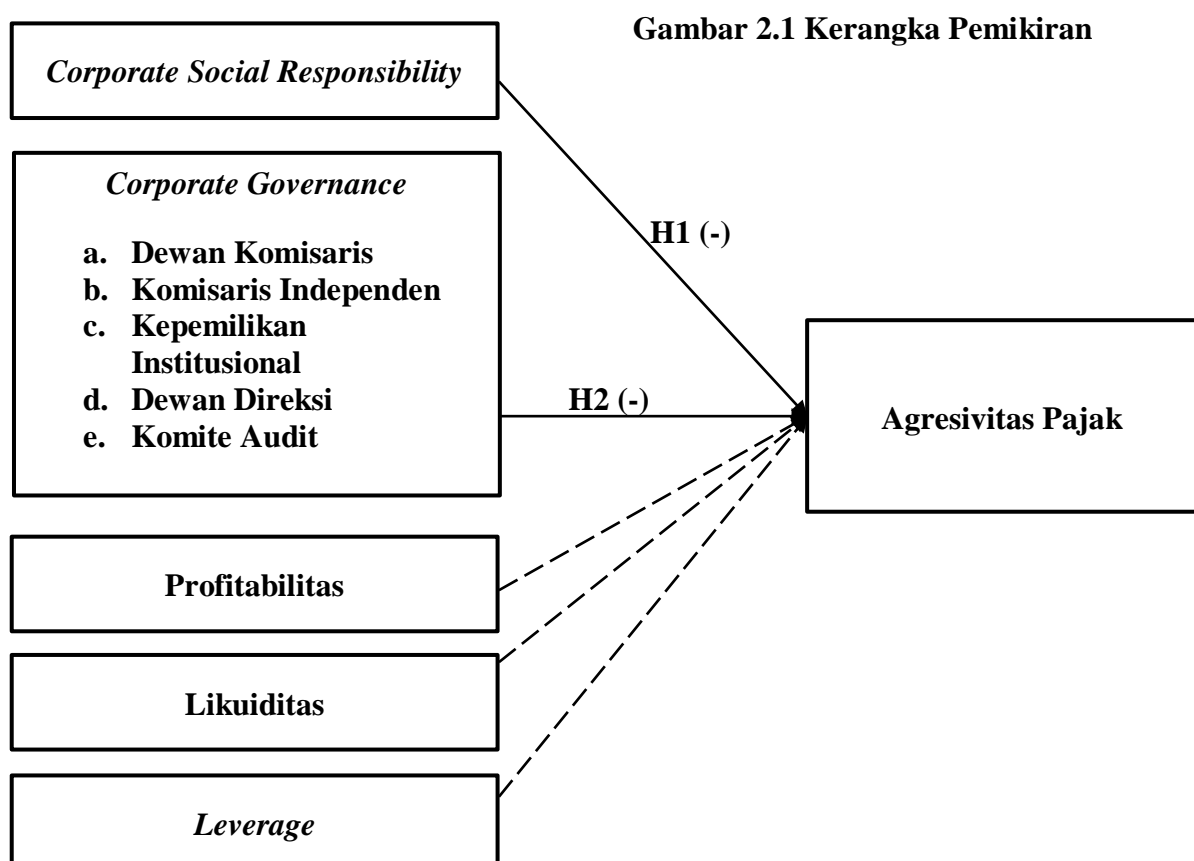 Gambar 2.1 Kerangka Pemikiran
Corporate Social Responsibility
Corporate Governance
a. Dewan Komisaris
b. Komisaris Independen
c. Kepemilikan
Institusional
d. Dewan Direksi
e. Komite Audit
H1 (-)
H2 (-)
Agresivitas Pajak
Profitabilitas
Likuiditas
Leverage